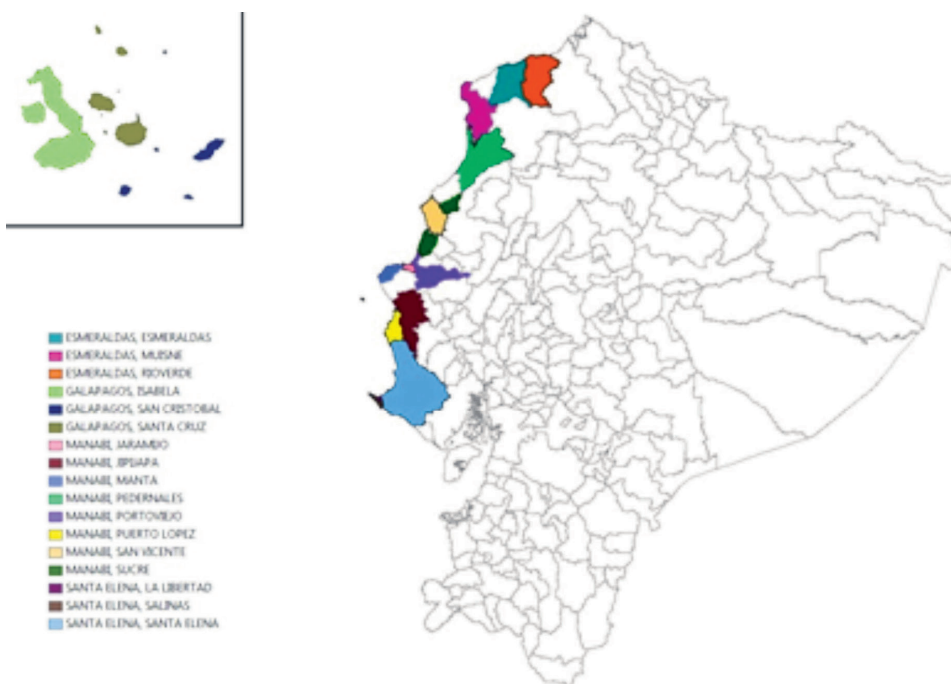 ESMERALDAS, ESMERALDAS
ESMERALDAS, MUISNE
ESMERALDAS, RIOVERDE
GALAPAGOS, ISABELA
GALAPAGOS, SAN CRISTOBAL
GALAPAGOS, SANTA CRUZ
MANABI, JARAMIJO
MANABI, JIPIJAPA
MANABI, MANTA
MANABI, PEDERNALES
MANABI, PORTOVIEJO
MANABI, PUERTO LOPEZ
MANABI, SAN VICENTE
MANABI, SUCRE
SANTA ELENA, LA LIBERTAD
SANTA ELENA, SALINAS
SANTA ELENA, SANTA ELENA